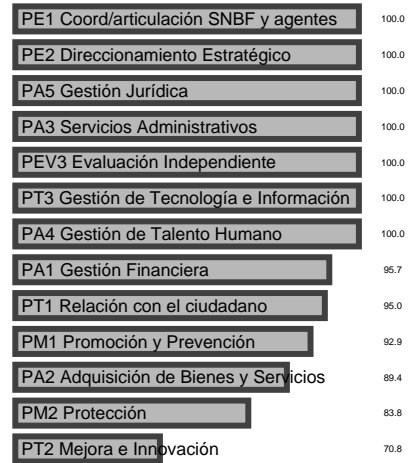 PE1 Coord/articulación SNBF y agentes 100.0
PE2 Direccionamiento Estratégico 100.0
PA5 Gestión Jurídica 100.0
PA3 Servicios Administrativos 100.0
PEV3 Evaluación Independiente 100.0
PT3 Gestión de Tecnología e Información 100.0
PA4 Gestión de Talento Humano 100.0
PA1 Gestión Financiera 95.7
PT1 Relación con el ciudadano 95.0
PM1 Promoción y Prevención 92.9
PA2 Adquisición de Bienes y Servicios 89.4
PM2 Protección 83.8
PT2 Mejora e Innovación 70.8